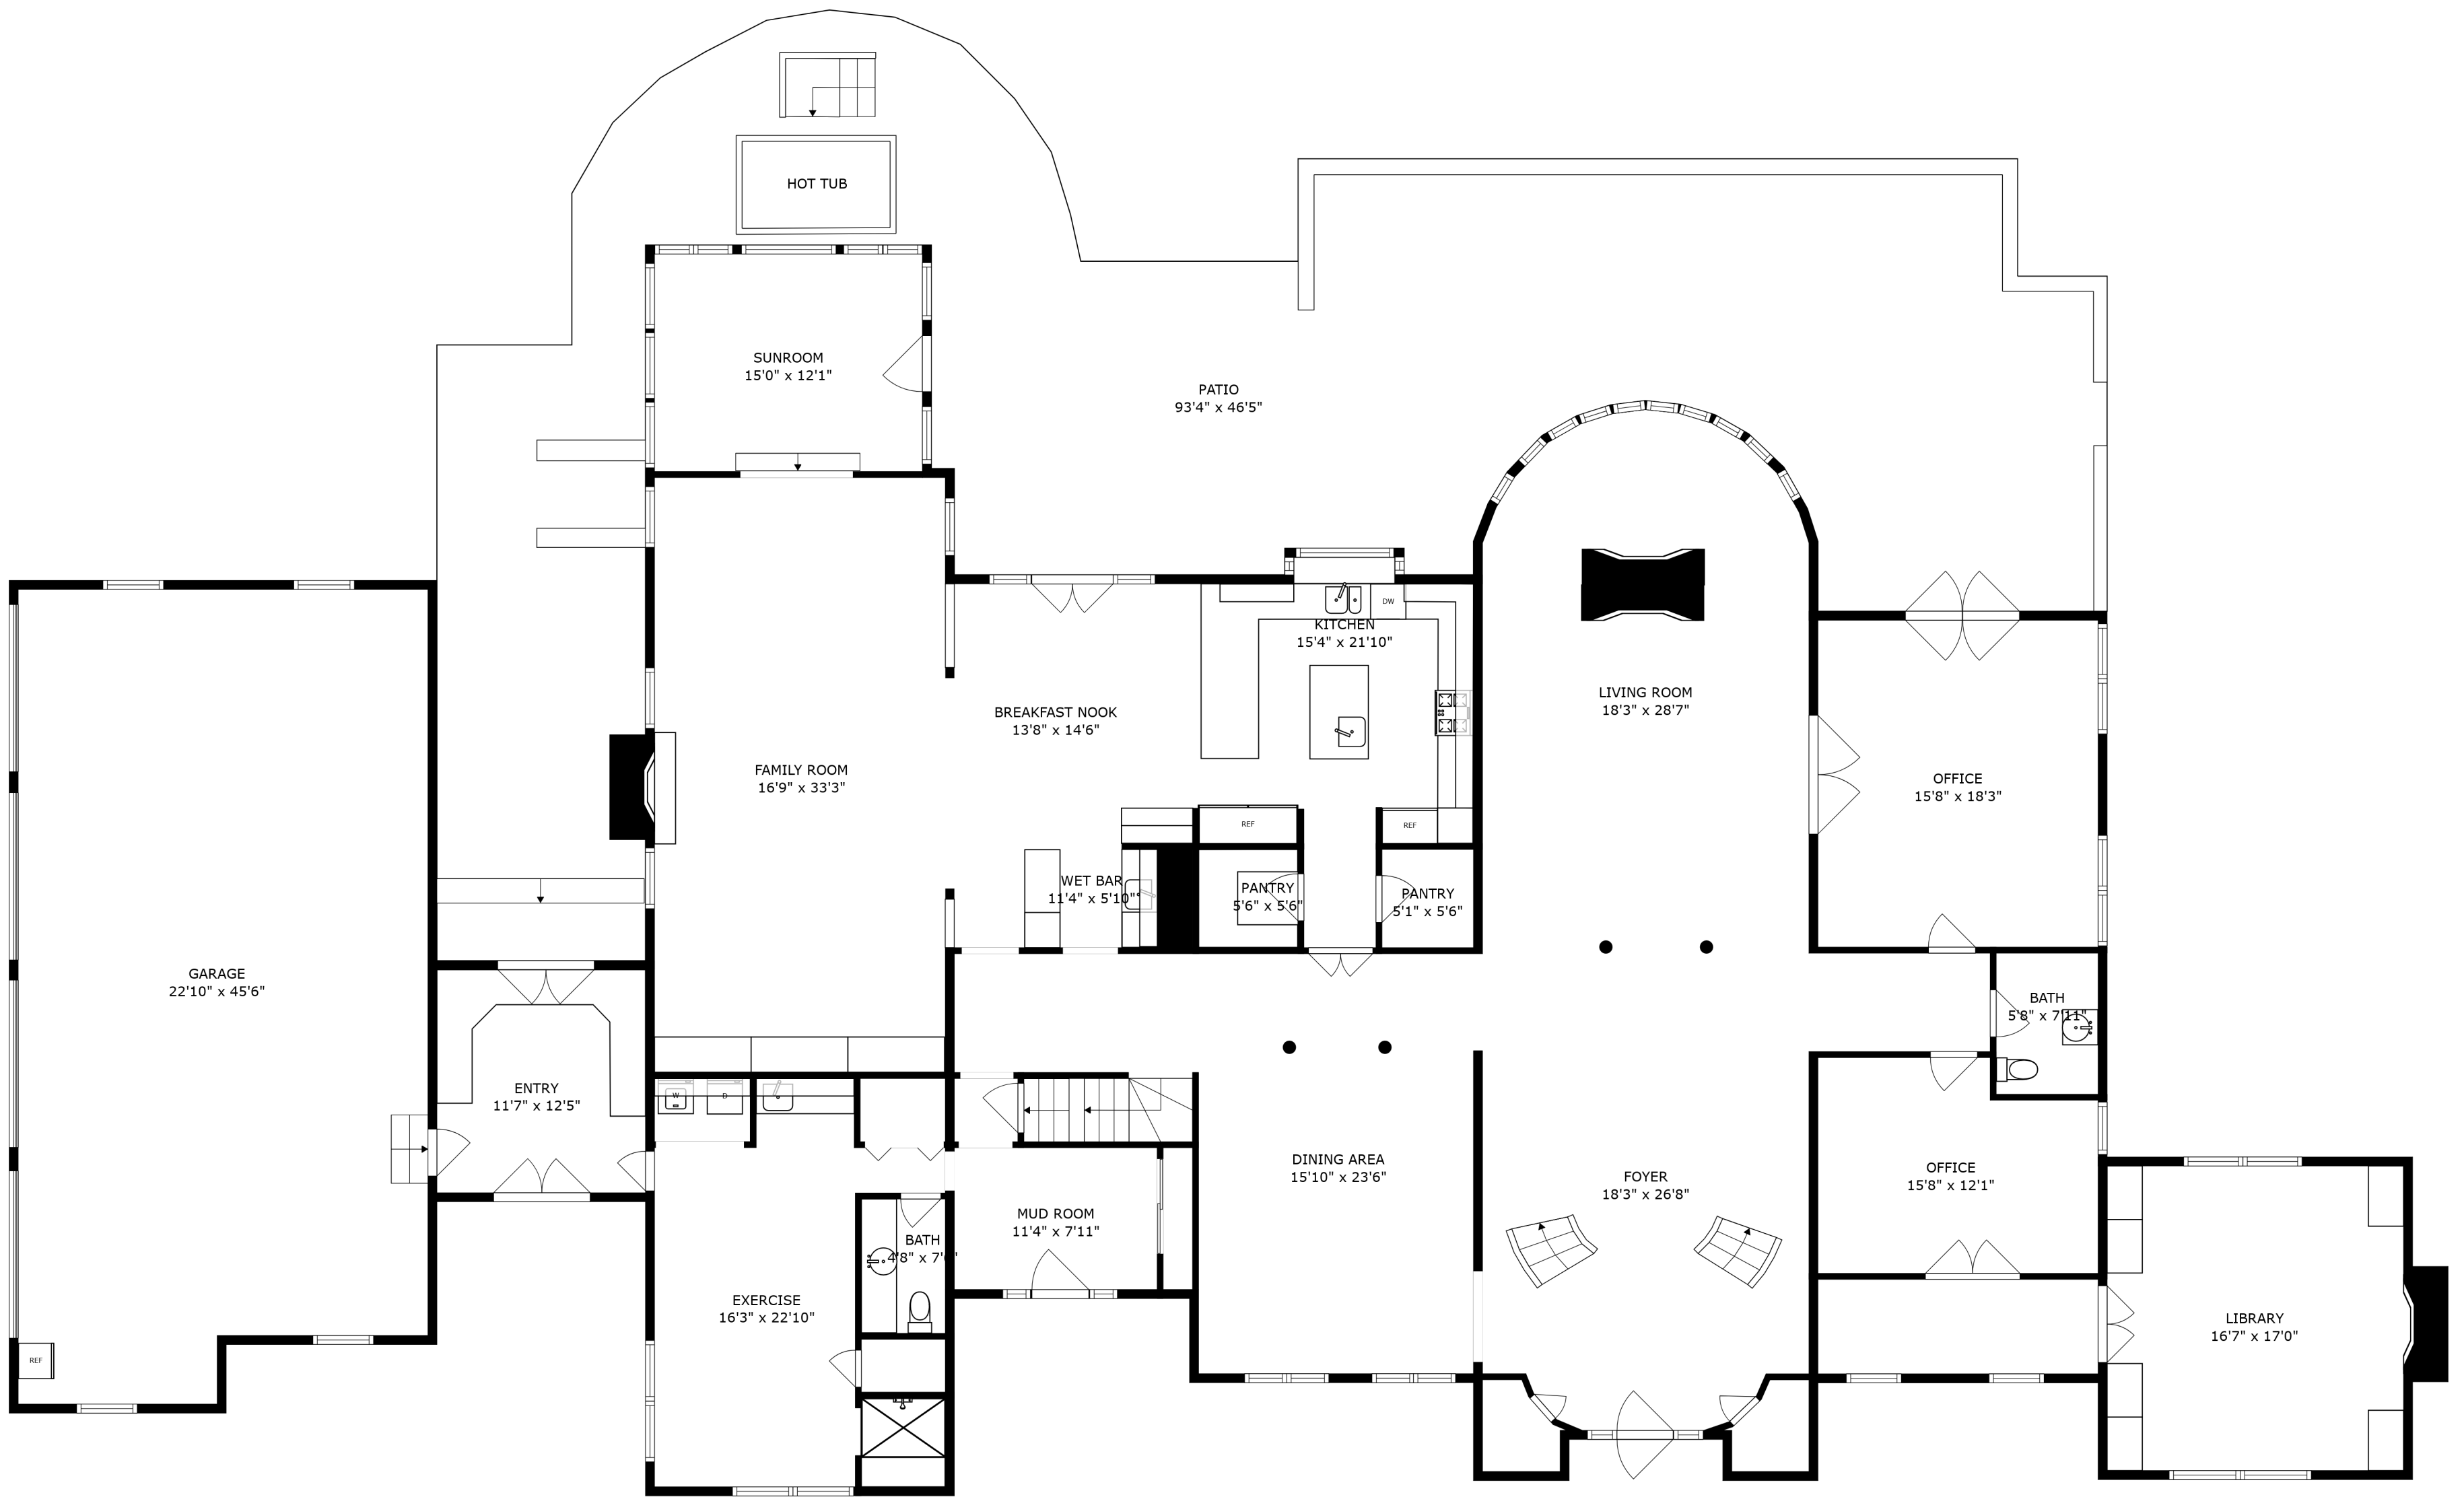 HOT TUB
SUNROOM
15'0" x 12'1"
PATIO
93'4" x 46'5"
DW
KITCHEN
15'4" x 21'10"
LIVING ROOM
18'3" x 28'7"
BREAKFAST NOOK
13'8" x 14'6"
FAMILY ROOM
16'9" x 33'3"
OFFICE
15'8" x 18'3"
REF
REF
WET BAR
11'4" x 5'10"
PANTRY
5'6" x 5'6"
PANTRY
5'1" x 5'6"
GARAGE
22'10" x 45'6"
BATH
5'8" x 7'11"
ENTRY
11'7" x 12'5"
W
D
DINING AREA
15'10" x 23'6"
FOYER
18'3" x 26'8"
OFFICE
15'8" x 12'1"
MUD ROOM
11'4" x 7'11"
BATH
4'8" x
EXERCISE
16'3" x 22'10"
LIBRARY
16'7" x 17'0"
REF